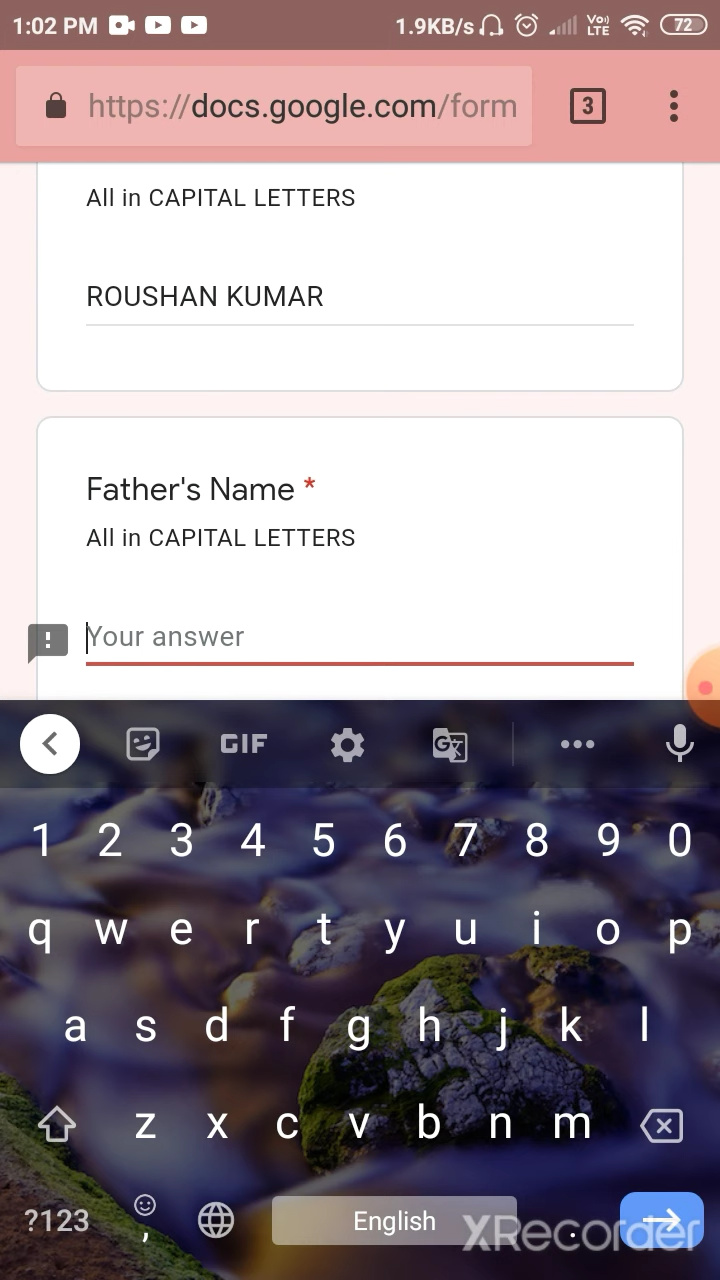 1:02 PM 1.9KB/s Vo) LTE 72
https://docs.google.com/form 3
All in CAPITAL LETTERS
ROUSHAN KUMAR
Father's Name *
All in CAPITAL LETTERS
Your answer
GIF
1 2 3 4 5 6 7 8 9 0
q w e r t y u i o p
a s d f g h j k l
z x c v b n m
?123 , English .
XRecorder